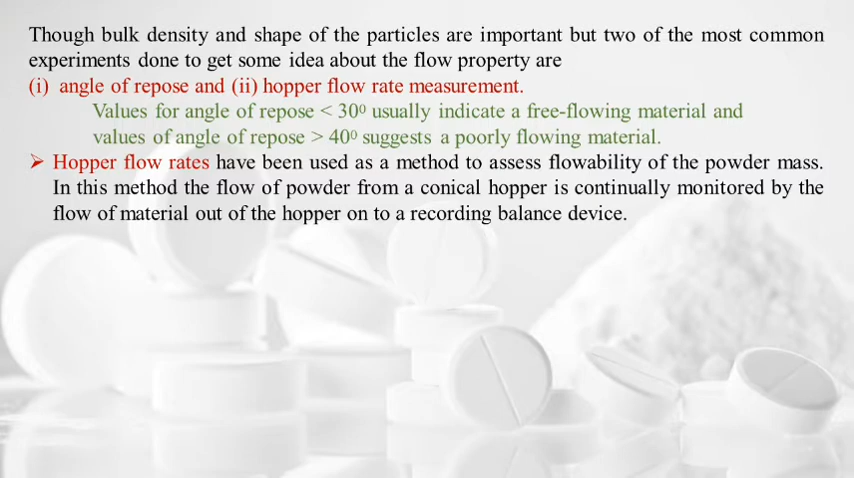 Though bulk density and shape of the particles are important but two of the most common
experiments done to get some idea about the flow property are
(i) angle of repose and (ii) hopper flow rate measurement.
Values for angle of repose < 30⁰ usually indicate a free-flowing material and
values of angle of repose > 40⁰ suggests a poorly flowing material.
➢ Hopper flow rates have been used as a method to assess flowability of the powder mass.
In this method the flow of powder from a conical hopper is continually monitored by the
flow of material out of the hopper on to a recording balance device.